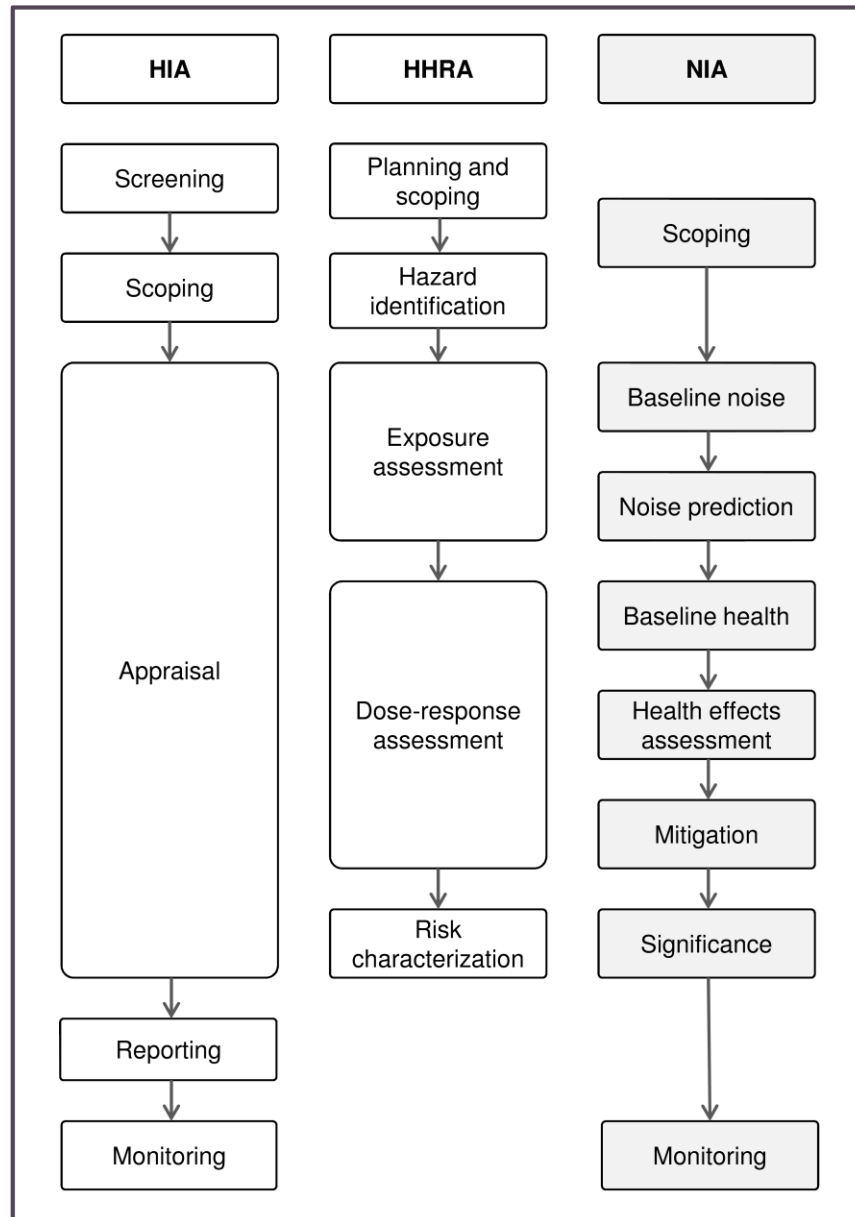 HIA
HHRA
NIA
Screening
Scoping
Appraisal
Reporting
Monitoring
Planning and
scoping
Hazard
identification
Exposure
assessment
Dose-response
assessment
Risk
characterization
Scoping
Baseline noise
Noise prediction
Baseline health
Health effects
assessment
Mitigation
Significance
Monitoring